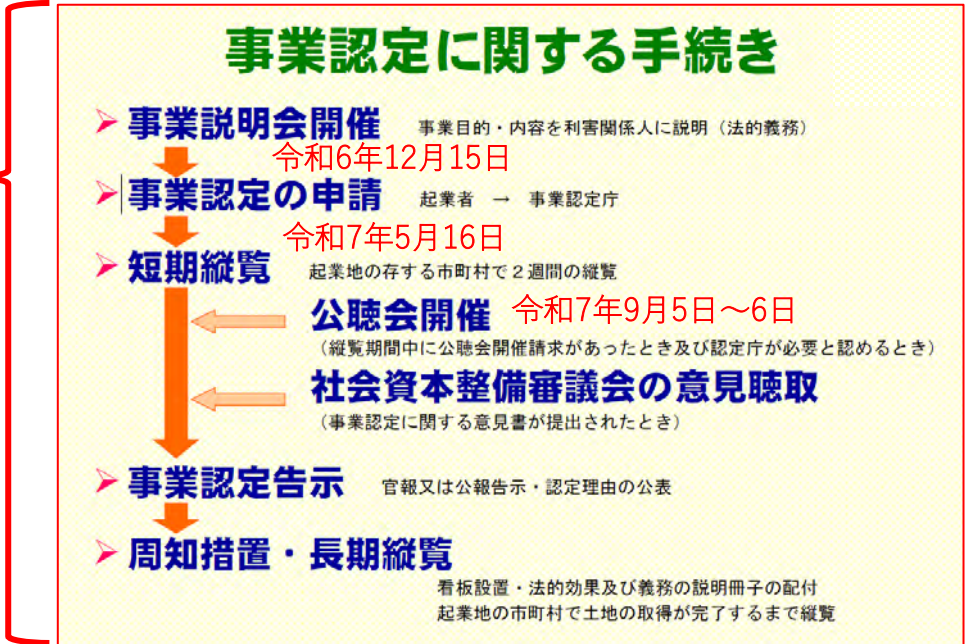 事業認定に関する手続き
事業説明会開催 事業目的・内容を利害関係人に説明(法的義務)
令和6年12月15日
事業認定の申請 起業者 → 事業認定庁
令和7年5月16日
短期縦覧 起業地の存する市町村で2週間の縦覧
公聴会開催 令和7年9月5日～6日
(縦覧期間中に公聴会開催請求があったとき及び認定庁が必要と認めるとき)
社会資本整備審議会の意見聴取
(事業認定に関する意見書が提出されたとき)
事業認定告示 官報又は公報告示・認定理由の公表
周知措置・長期縦覧
看板設置・法的効果及び義務の説明冊子の配付
起業地の市町村で土地の取得が完了するまで縦覧